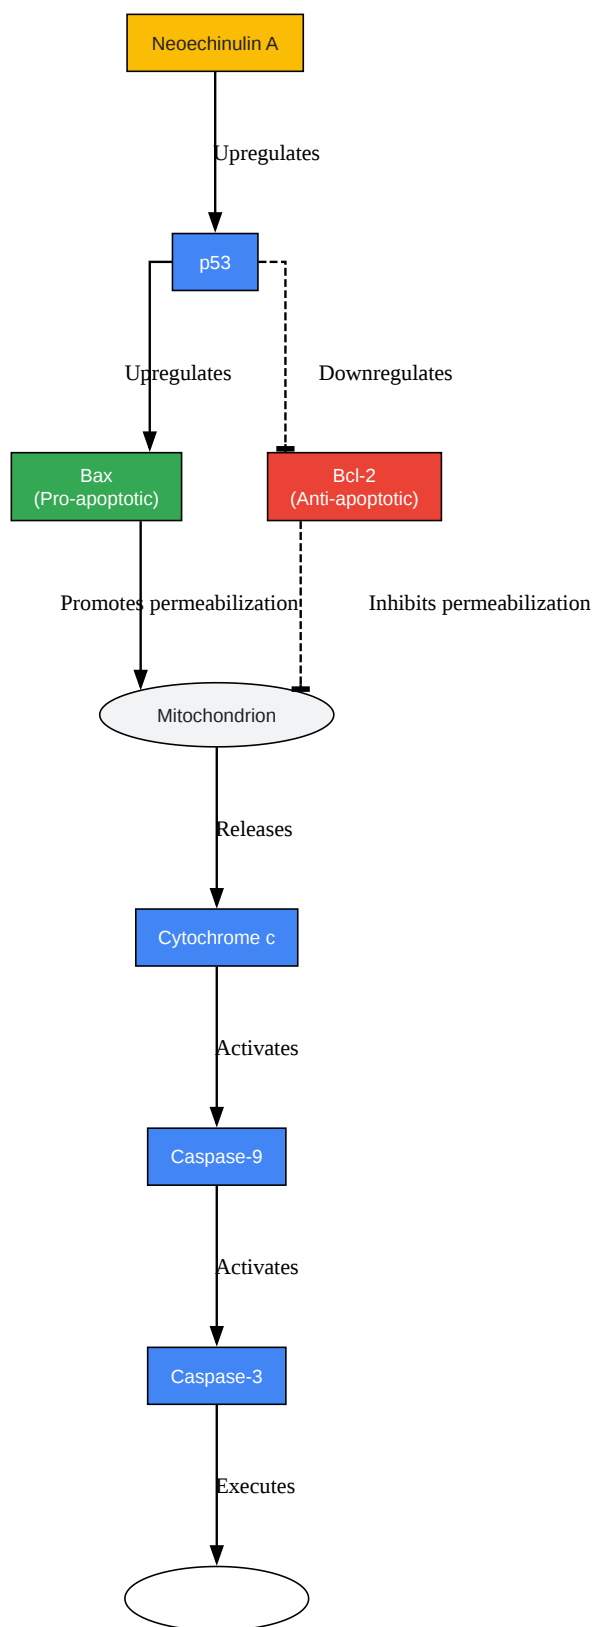 Neoechinulin A
Upregulates
p53
Upregulates
Downregulates
Bax
(Pro-apoptotic)
Bcl-2
(Anti-apoptotic)
Promotes permeabilization
Inhibits permeabilization
Mitochondrion
Releases
Cytochrome c
Activates
Caspase-9
Activates
Caspase-3
Executes